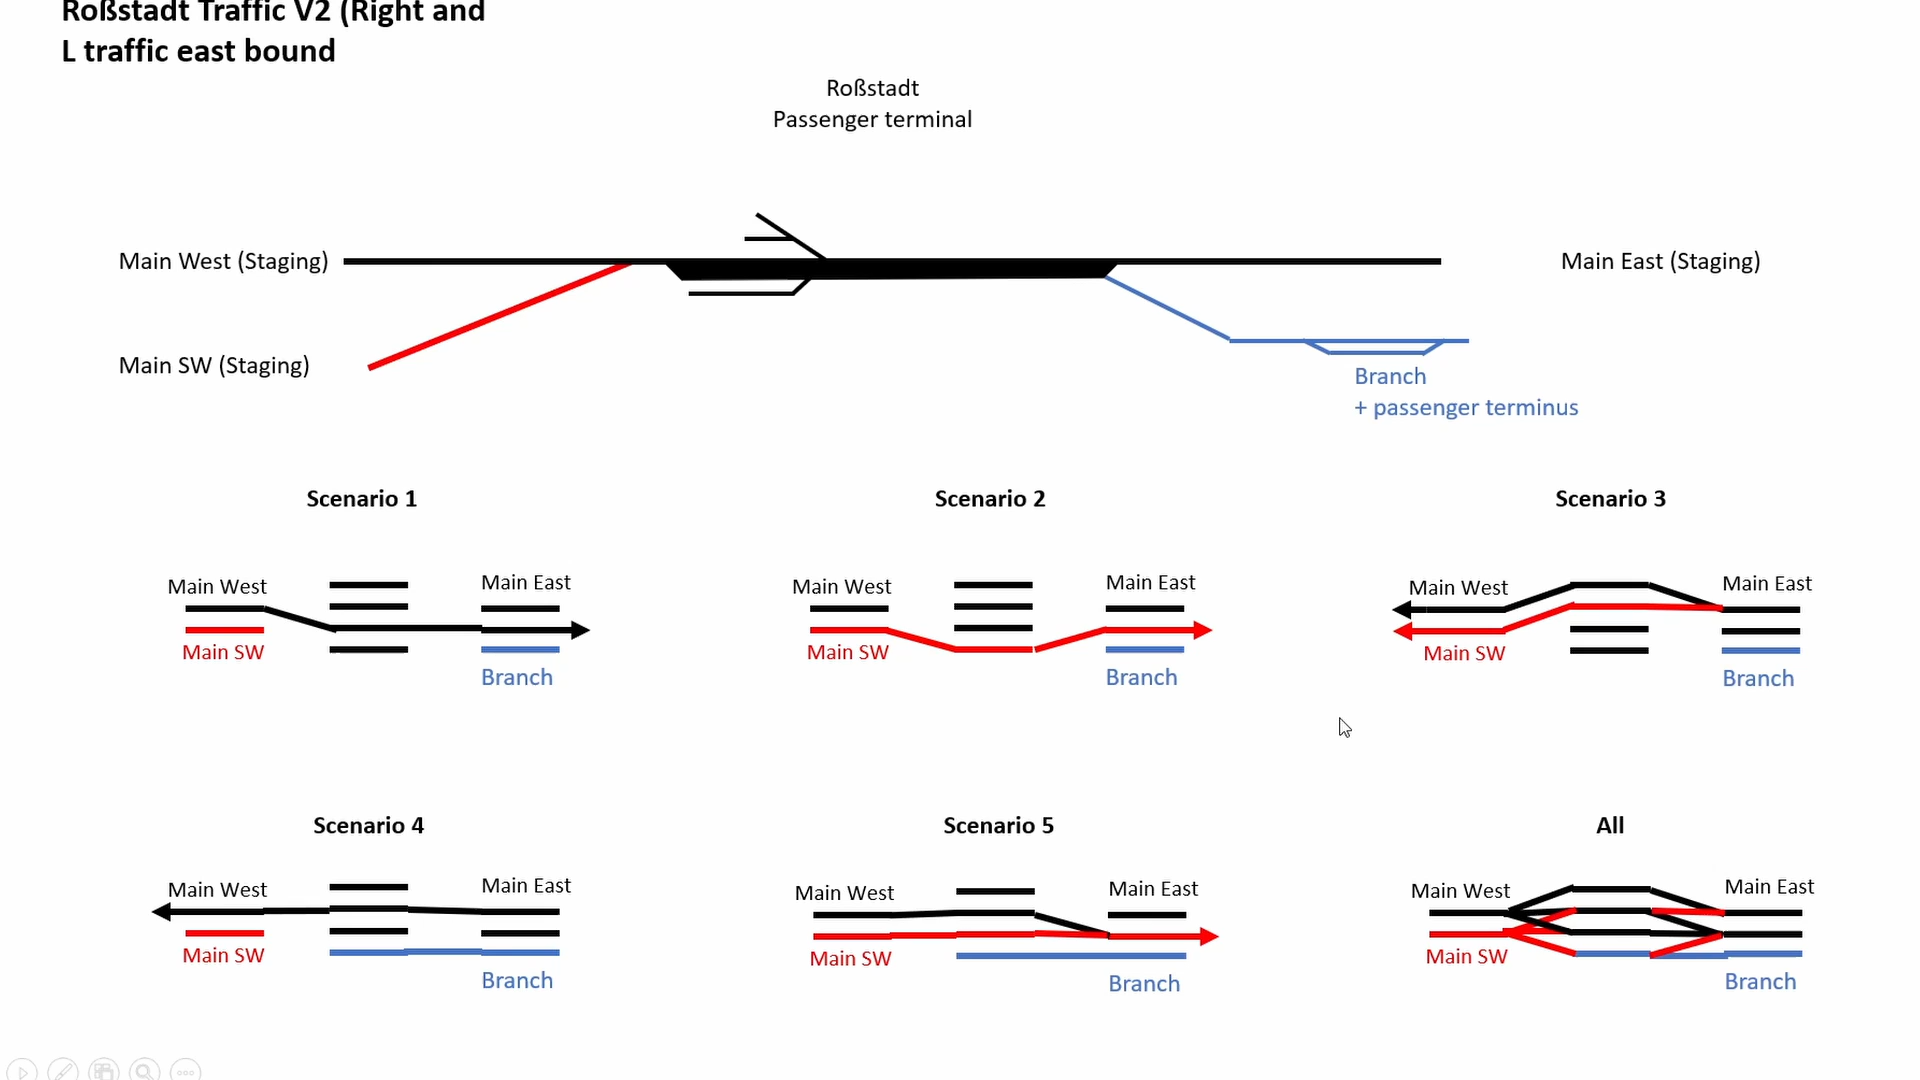 Roßstadt Traffic V2 (Right and
L traffic east bound
Roßstadt
Passenger terminal
Main West (Staging)
Main East (Staging)
Main SW (Staging)
Branch
+ passenger terminus
Scenario 1
Scenario 2
Scenario 3
Main West
Main East
Main SW
Branch
Main West
Main East
Main SW
Branch
Main West
Main East
Main SW
Branch
Scenario 4
Scenario 5
All
Main West
Main East
Main SW
Branch
Main West
Main East
Main SW
Branch
Main West
Main East
Main SW
Branch